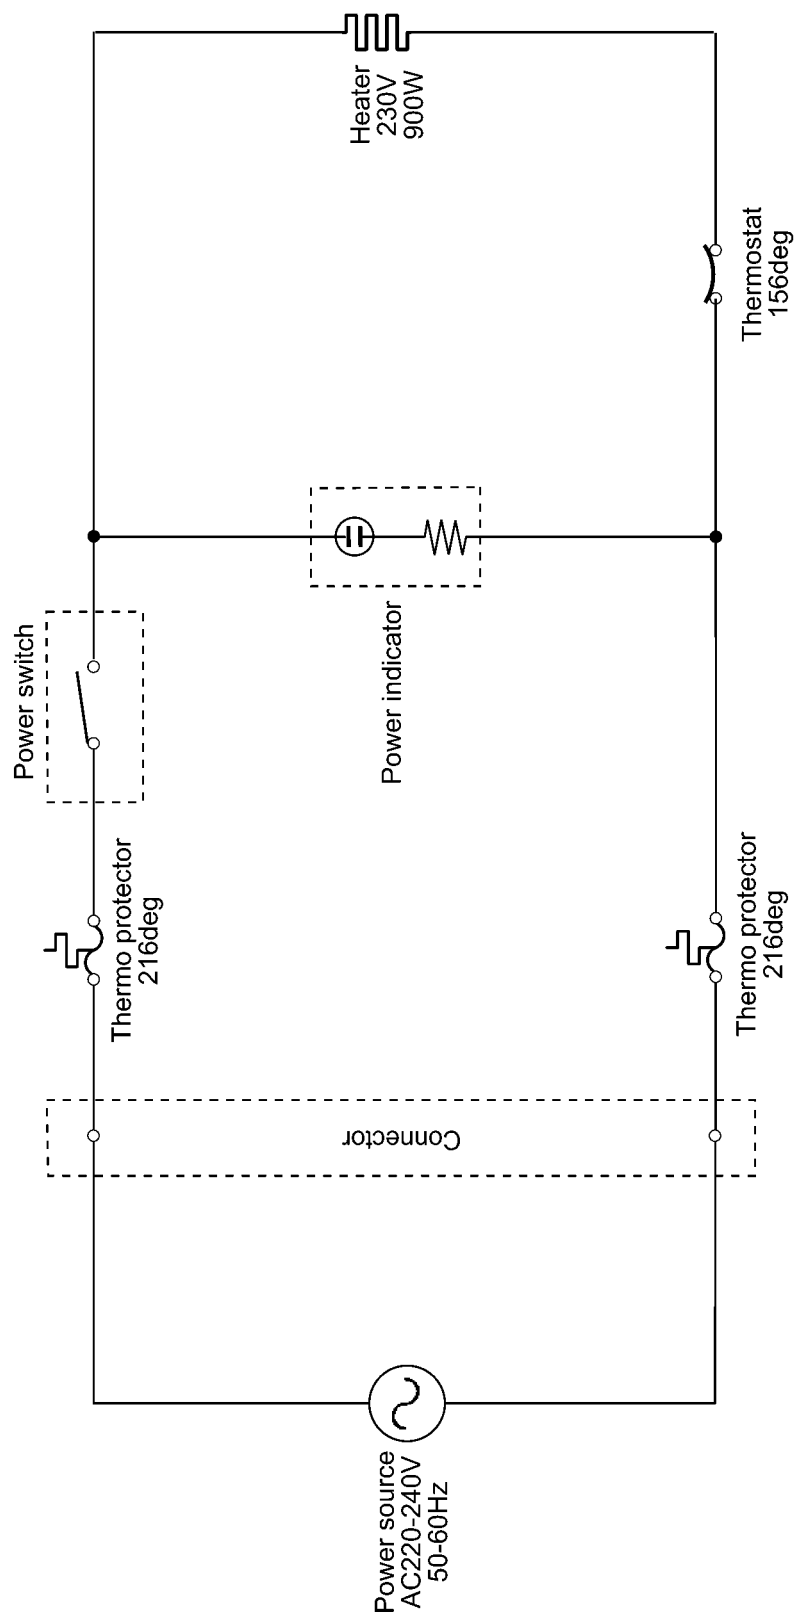 Power source
AC220-240V
50-60Hz
Connector
Thermo protector
216deg
Thermo protector
216deg
Power switch
Power indicator
Thermostat
156deg
Heater
230V
900W